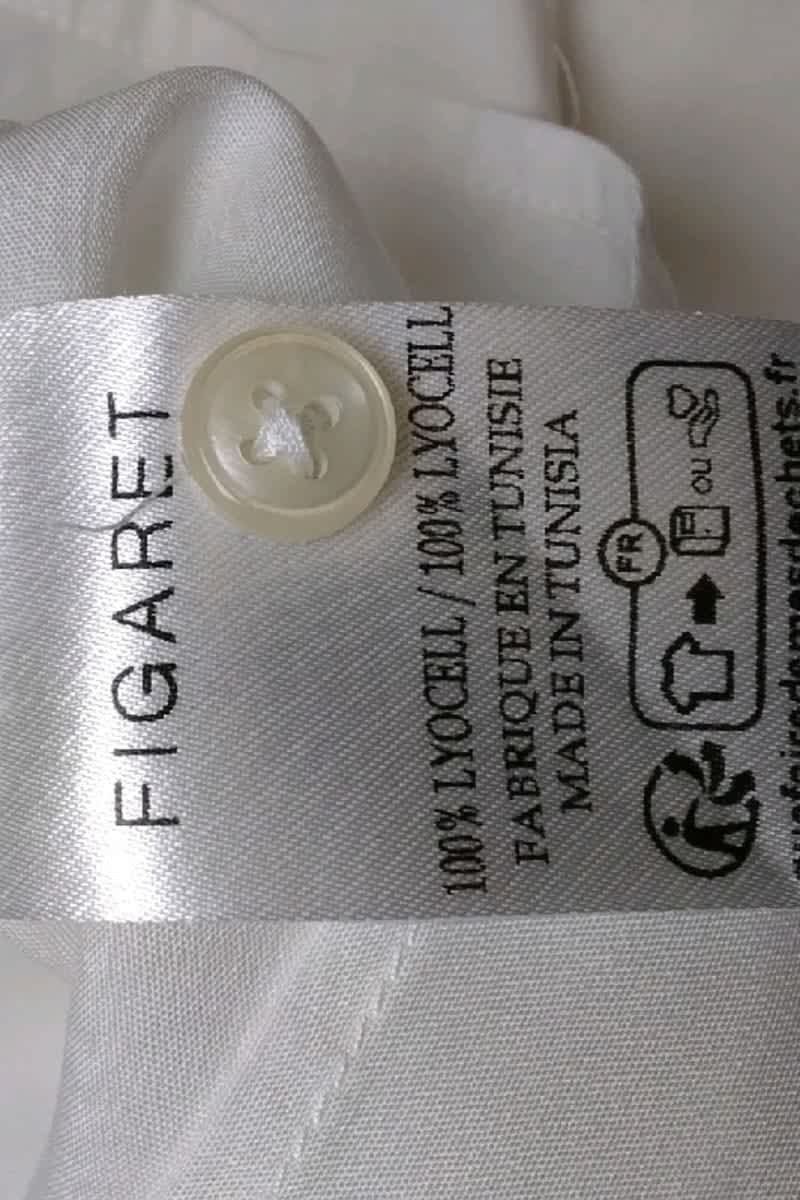 FIGARET
100% LYOCELL / 100% LYOCELL
FABRIQUE EN TUNISIE
MADE IN TUNISIA
FR
OU